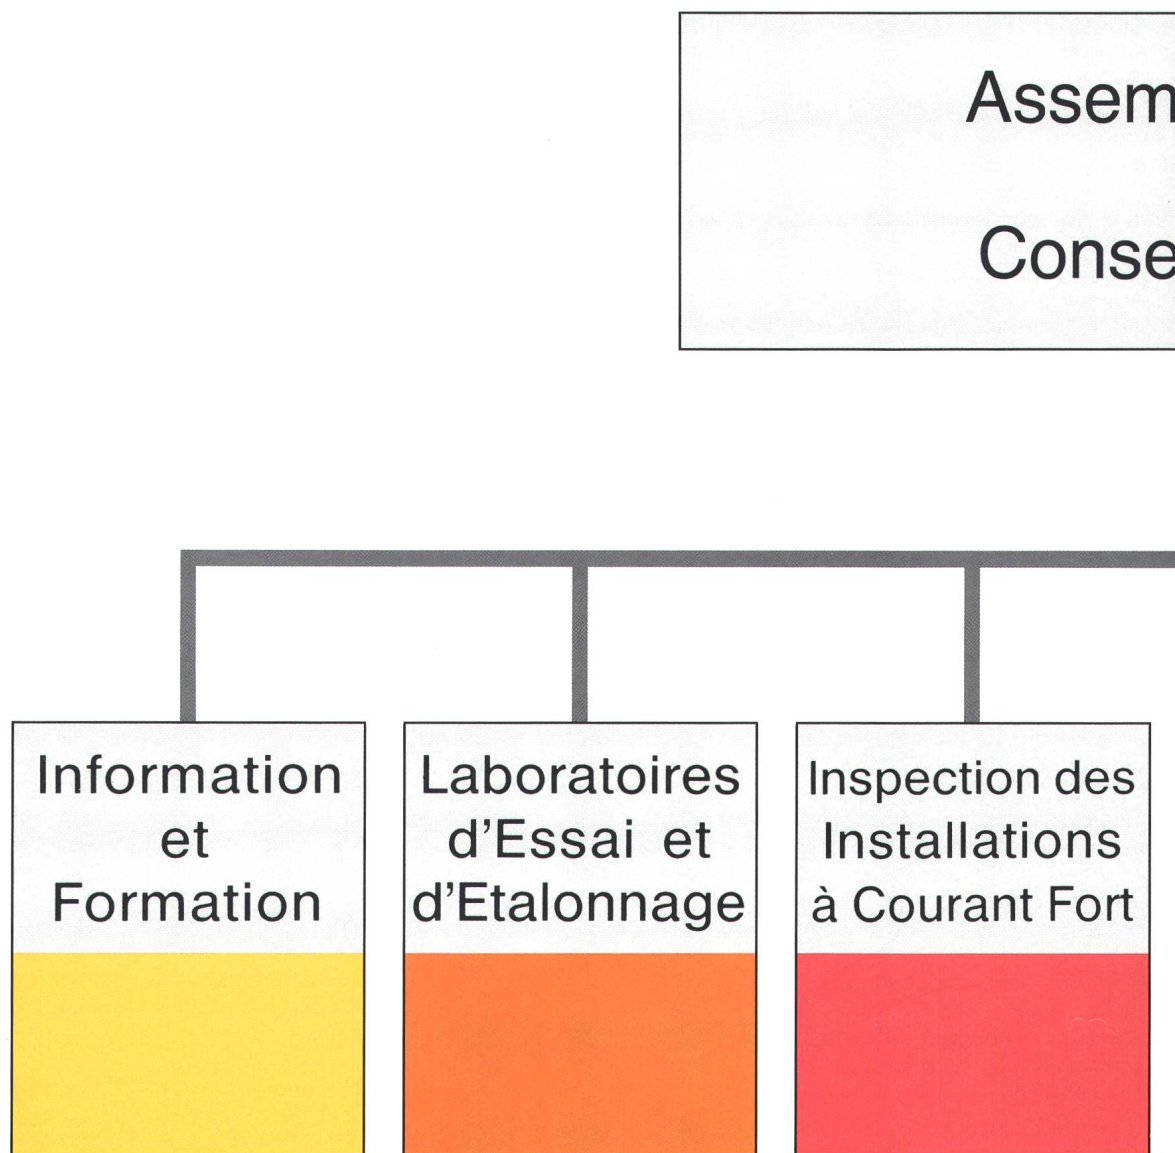 Assem
Conse
Information
et
Formation
Laboratoires
d'Essai et
d'Etalonnage
Inspection des
Installations
à Courant Fort